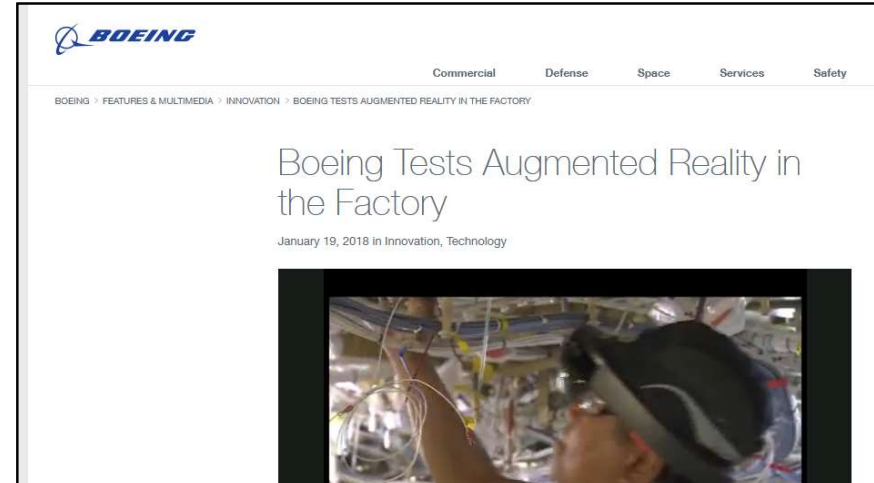 BOEING
Commercial Defense Space Services Safety
BOEING > FEATURES & MULTIMEDIA > INNOVATION > BOEING TESTS AUGMENTED REALITY IN THE FACTORY
Boeing Tests Augmented Reality in
the Factory
January 19, 2018 in Innovation, Technology